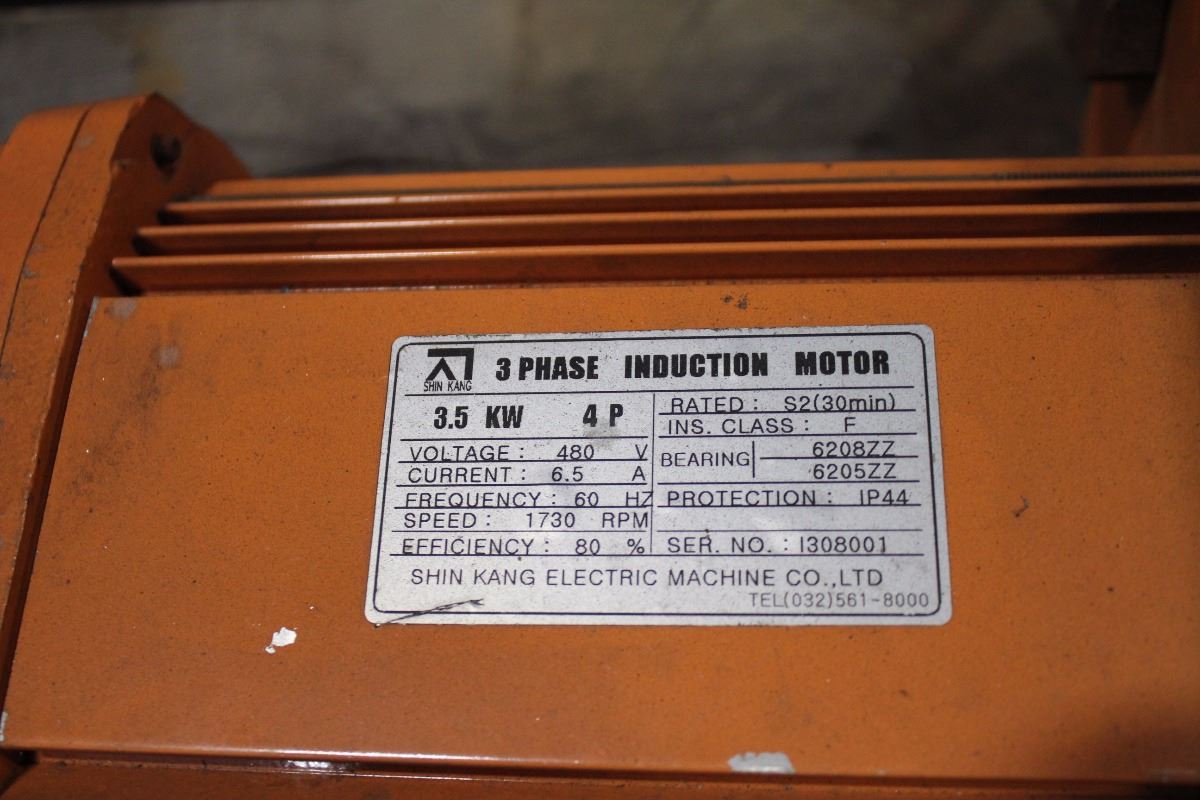 SHIN KANG
3 PHASE INDUCTION MOTOR
3.5 KW 4 P
VOLTAGE : 480 V
CURRENT : 6.5 A
FREQUENCY : 60 HZ
SPEED : 1730 RPM
EFFICIENCY : 80 %
RATED : S2(30min)
INS. CLASS : F
BEARING 6208ZZ
6205ZZ
PROTECTION : IP44
SER. NO. : I308001
SHIN KANG ELECTRIC MACHINE CO.,LTD
TEL(032)561-8000